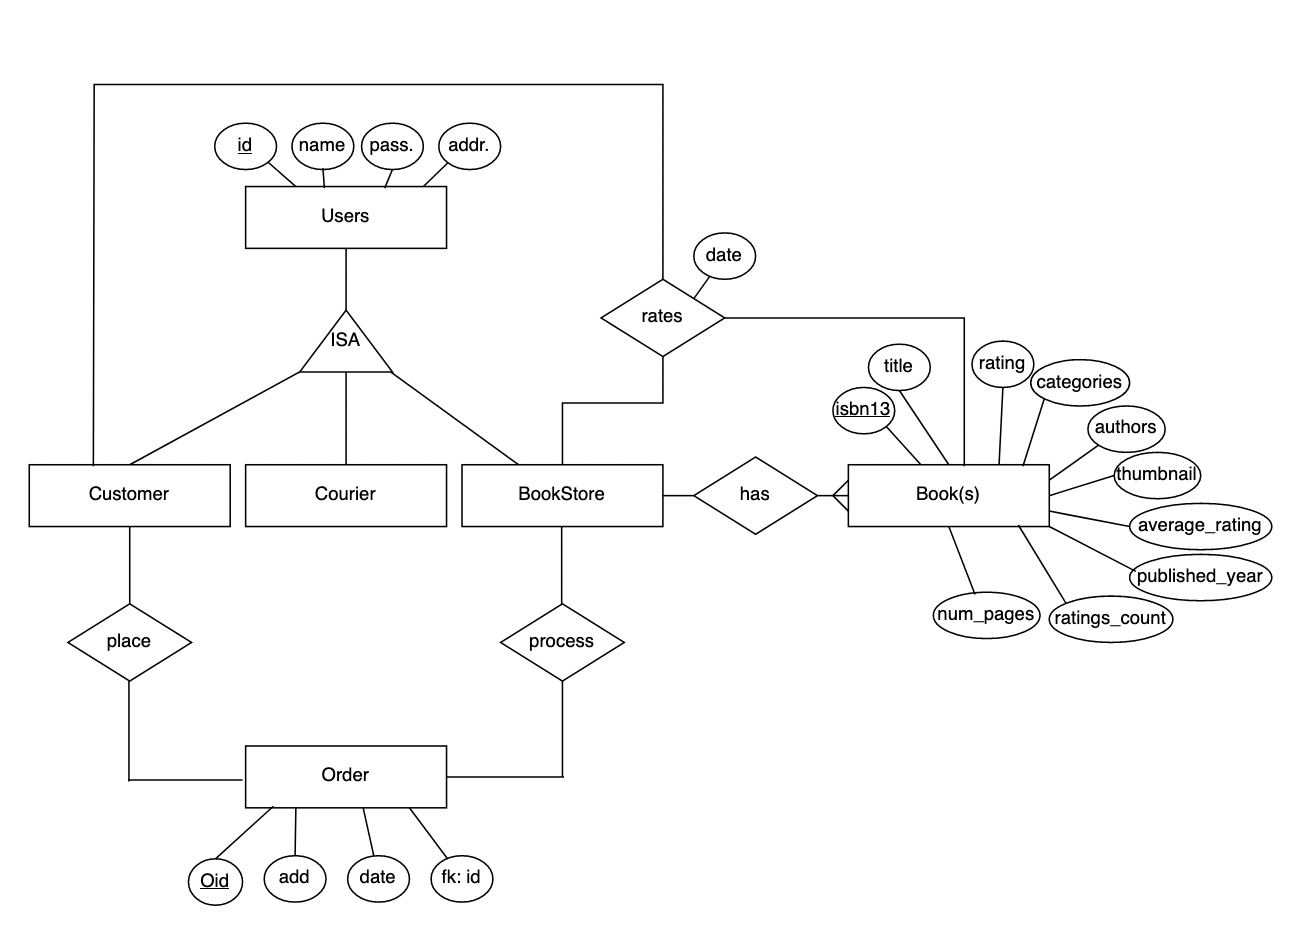 id
name
pass.
addr.
Users
date
rates
ISA
title
rating
categories
isbn13
authors
thumbnail
Customer
Courier
BookStore
has
Book(s)
average_rating
published_year
num_pages
ratings_count
place
process
Order
Oid
add
date
fk: id